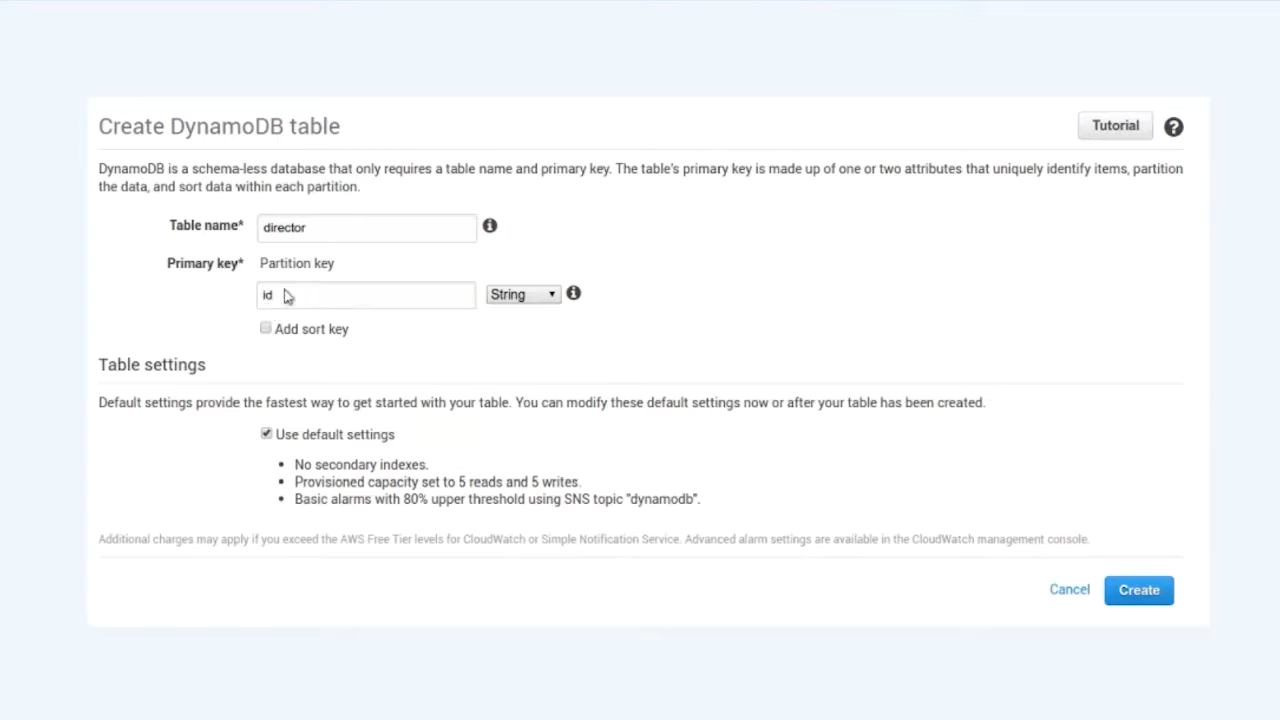 Create DynamoDB table
Tutorial
DynamoDB is a schema-less database that only requires a table name and primary key. The table's primary key is made up of one or two attributes that uniquely identify items, partition
the data, and sort data within each partition.
Table name* director
Primary key* Partition key
id String
Add sort key
Table settings
Default settings provide the fastest way to get started with your table. You can modify these default settings now or after your table has been created.
Use default settings
• No secondary indexes.
• Provisioned capacity set to 5 reads and 5 writes.
• Basic alarms with 80% upper threshold using SNS topic "dynamodb".
Additional charges may apply if you exceed the AWS Free Tier levels for CloudWatch or Simple Notification Service. Advanced alarm settings are available in the CloudWatch management console.
Cancel Create